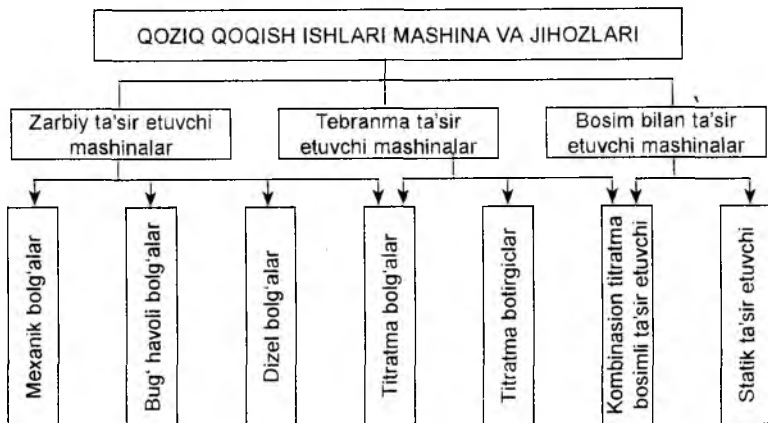 QOZIQ QOQISH ISHLARI MASHINA VA JIHOZLARI
Zarbiy ta'sir etuvchi
mashinalar
Tebranma ta'sir
etuvchi mashinalar
Bosim bilan ta'sir
etuvchi mashinalar
Mexanik bolg‘alar
Bug‘ havoli bolg‘alar
Dizel bolg‘alar
Titratma bolg‘alar
Titratma botirgiclar
Kombinasion titratma
bosimli ta'sir etuvchi
Statik ta'sir etuvchi